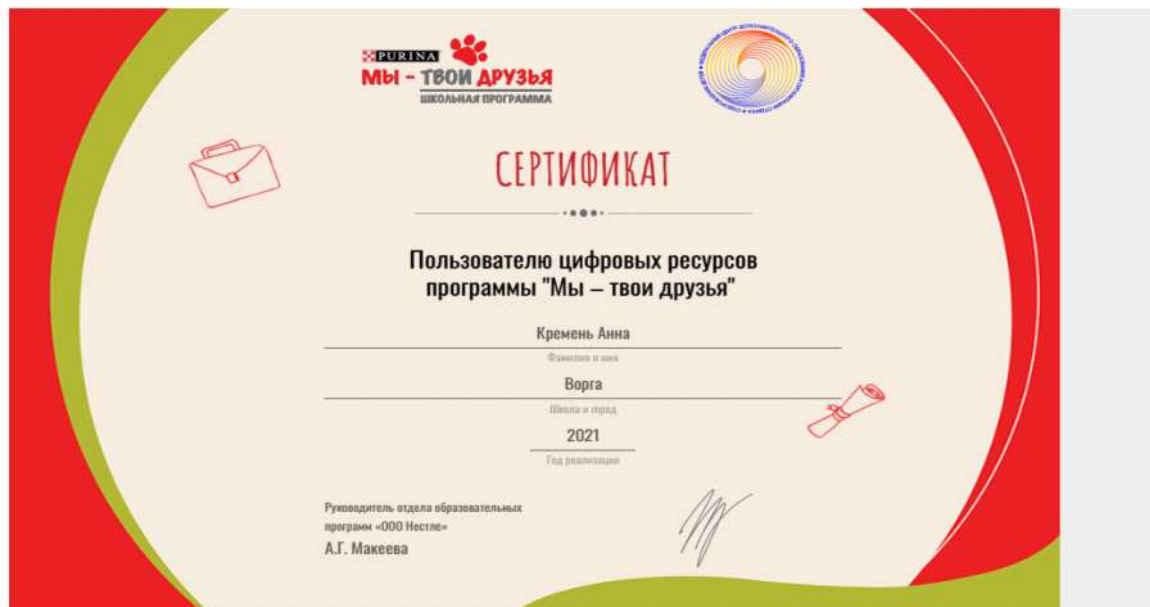 PURINA
МЫ - ТВОИ ДРУЗЬЯ
ШКОЛЬНАЯ ПРОГРАММА
СЕРТИФИКАТ
Пользователю цифровых ресурсов
программы "Мы – твои друзья"
Кремень Анна
Фамилия и имя
Ворга
Школа и город
2021
Год реализации
Руководитель отдела образовательных
программ «ООО Нестле»
А.Г. Макеева